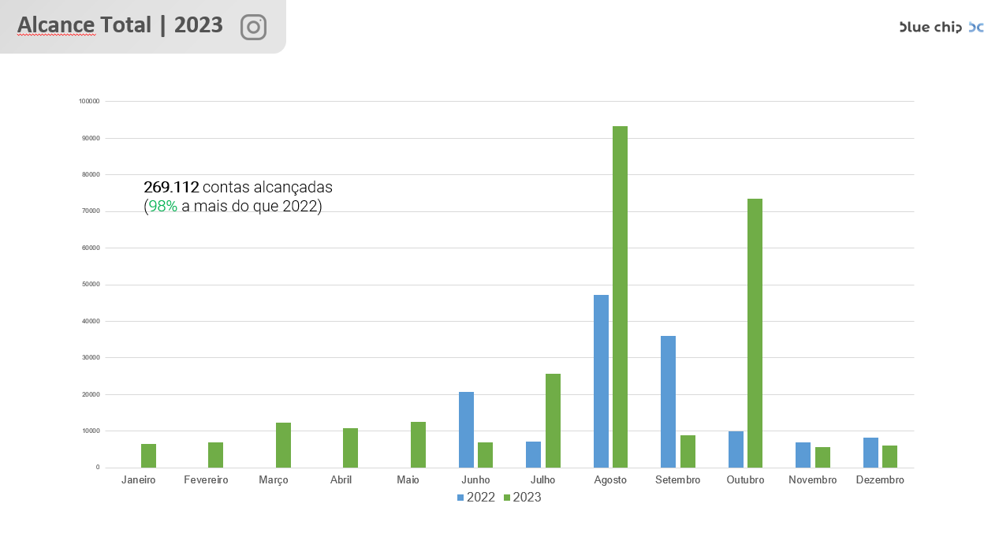 Alcance Total | 2023
blue chip bc
100000
90000
80000
269.112 contas alcançadas
(98% a mais do que 2022)
70000
60000
50000
40000
30000
20000
10000
0
Janeiro Fevereiro Março Abril Maio Junho Julho Agosto Setembro Outubro Novembro Dezembro
2022 2023